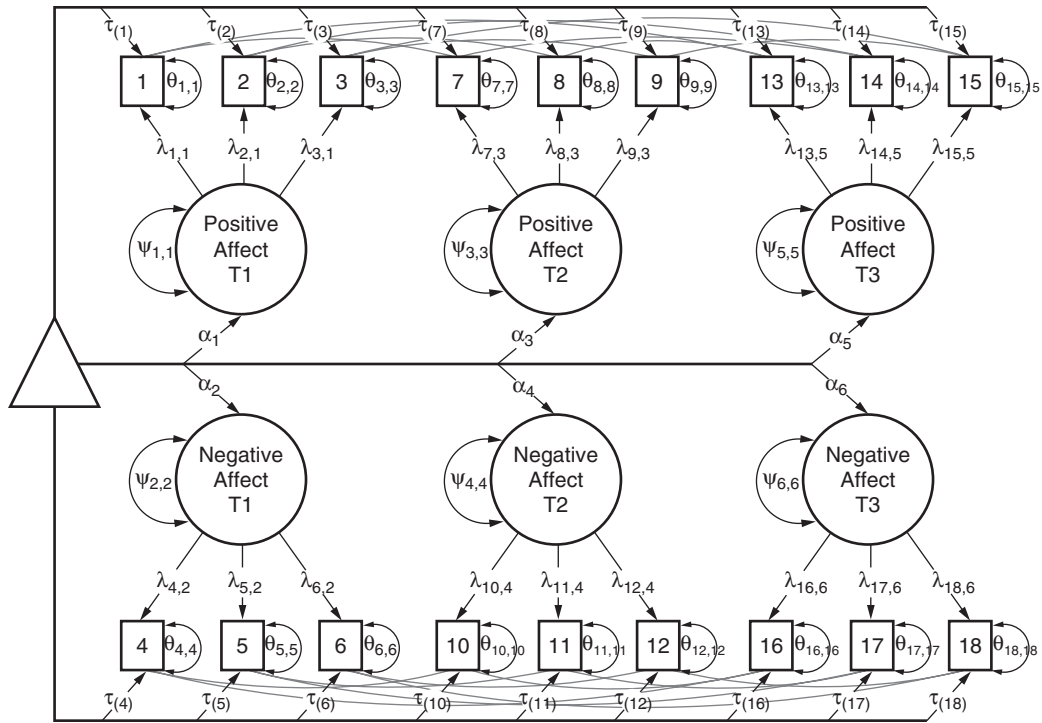 τ(1) τ(2) τ(3) τ(7) τ(8) τ(9) τ(13) τ(14) τ(15)
1 θ1,1 2 θ2,2 3 θ3,3 7 θ7,7 8 θ8,8 9 θ9,9 13 θ13,13 14 θ14,14 15 θ15,15
λ1,1 λ2,1 λ3,1 λ7,3 λ8,3 λ9,3 λ13,5 λ14,5 λ15,5
Positive Affect T1
Positive Affect T2
Positive Affect T3
ψ1,1 ψ3,3 ψ5,5
α1 α3 α5
α2 α4 α6
Negative Affect T1
Negative Affect T2
Negative Affect T3
ψ2,2 ψ4,4 ψ6,6
λ4,2 λ5,2 λ6,2 λ10,4 λ11,4 λ12,4 λ16,6 λ17,6 λ18,6
4 θ4,4 5 θ5,5 6 θ6,6 10 θ10,10 11 θ11,11 12 θ12,12 16 θ16,16 17 θ17,17 18 θ18,18
τ(4) τ(5) τ(6) τ(10) τ(11) τ(12) τ(16) τ(17) τ(18)